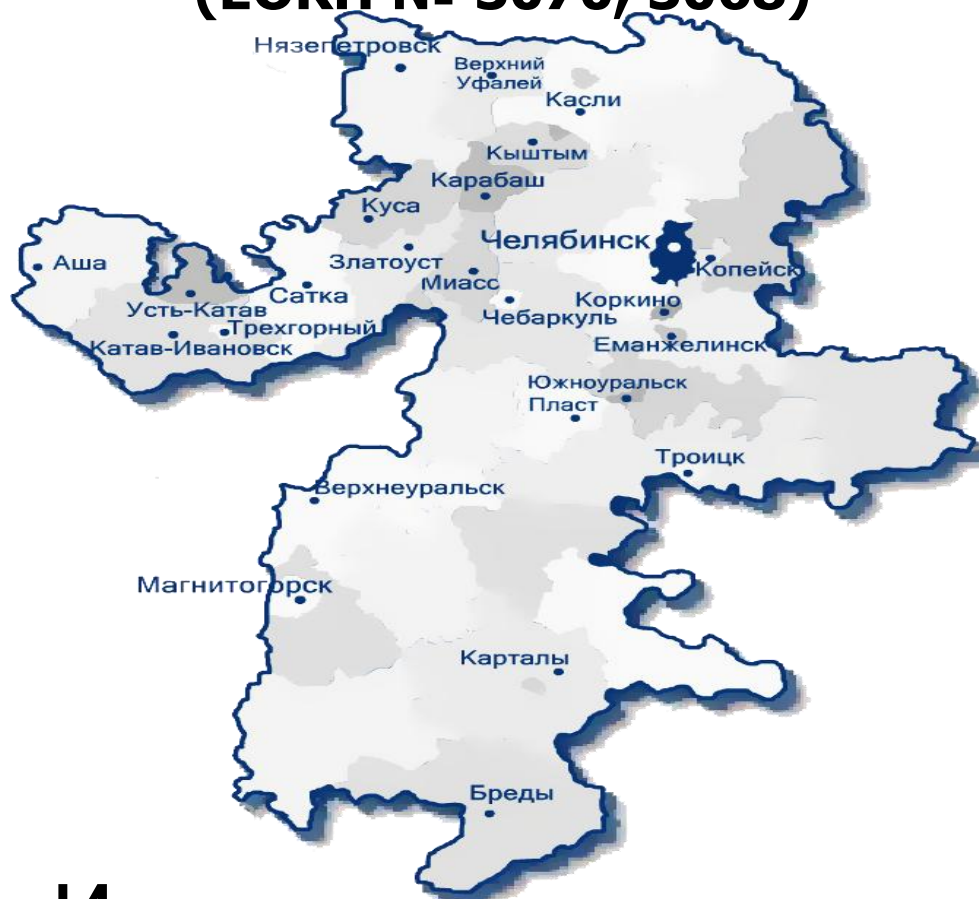 Нязепетровск
Верхний
Уфалей
Касли
Кыштым
Карабаш
Куса
Челябинск
Аша
Златоуст
Копейск
Миасс
Сатка
Коркино
Усть-Катав
Чебаркуль
Трехгорный
Еманжелинск
Катав-Ивановск
Южноуральск
Пласт
Троицк
Верхнеуральск
Магнитогорск
Карталы
Бреды